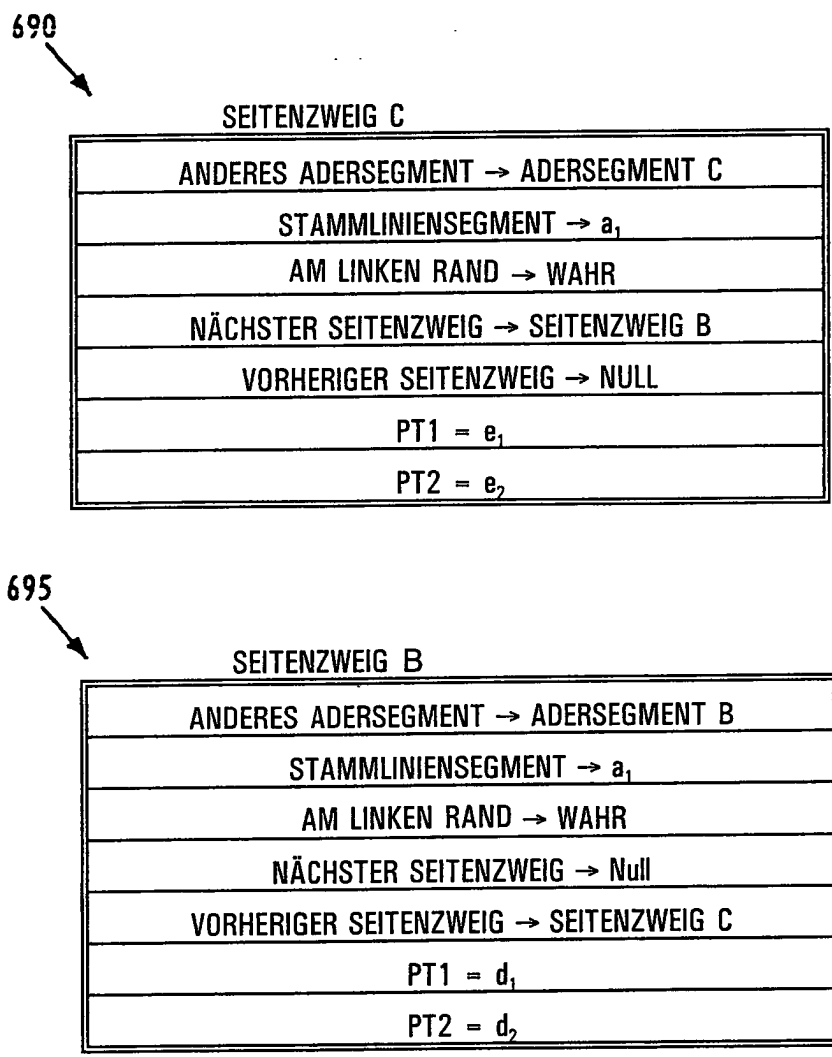 690
SEITENZWEIG C
ANDERES ADERSEGMENT → ADERSEGMENT C
STAMMLINIENSEGMENT → a₁
AM LINKEN RAND → WAHR
NÄCHSTER SEITENZWEIG → SEITENZWEIG B
VORHERIGER SEITENZWEIG → NULL
PT1 = e₁
PT2 = e₂
695
SEITENZWEIG B
ANDERES ADERSEGMENT → ADERSEGMENT B
STAMMLINIENSEGMENT → a₁
AM LINKEN RAND → WAHR
NÄCHSTER SEITENZWEIG → Null
VORHERIGER SEITENZWEIG → SEITENZWEIG C
PT1 = d₁
PT2 = d₂